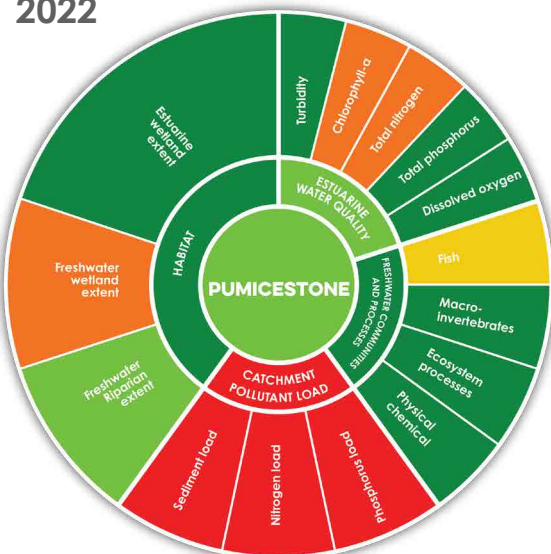 2022
Turbidity
Chlorophyll-a
Total nitrogen
Total phosphorus
Dissolved oxygen
Fish
Macro-
invertebrates
Ecosystem
processes
Physical
chemical
Phosphorus load
Nitrogen load
Sediment load
Freshwater
Riparian
extent
Freshwater
wetland
extent
Estuarine
wetland
extent
HABITAT
ESTUARINE
WATER QUALITY
FRESHWATER COMMUNITIES
AND PROCESSES
CATCHMENT
POLLUTANT LOAD
PUMICESTONE